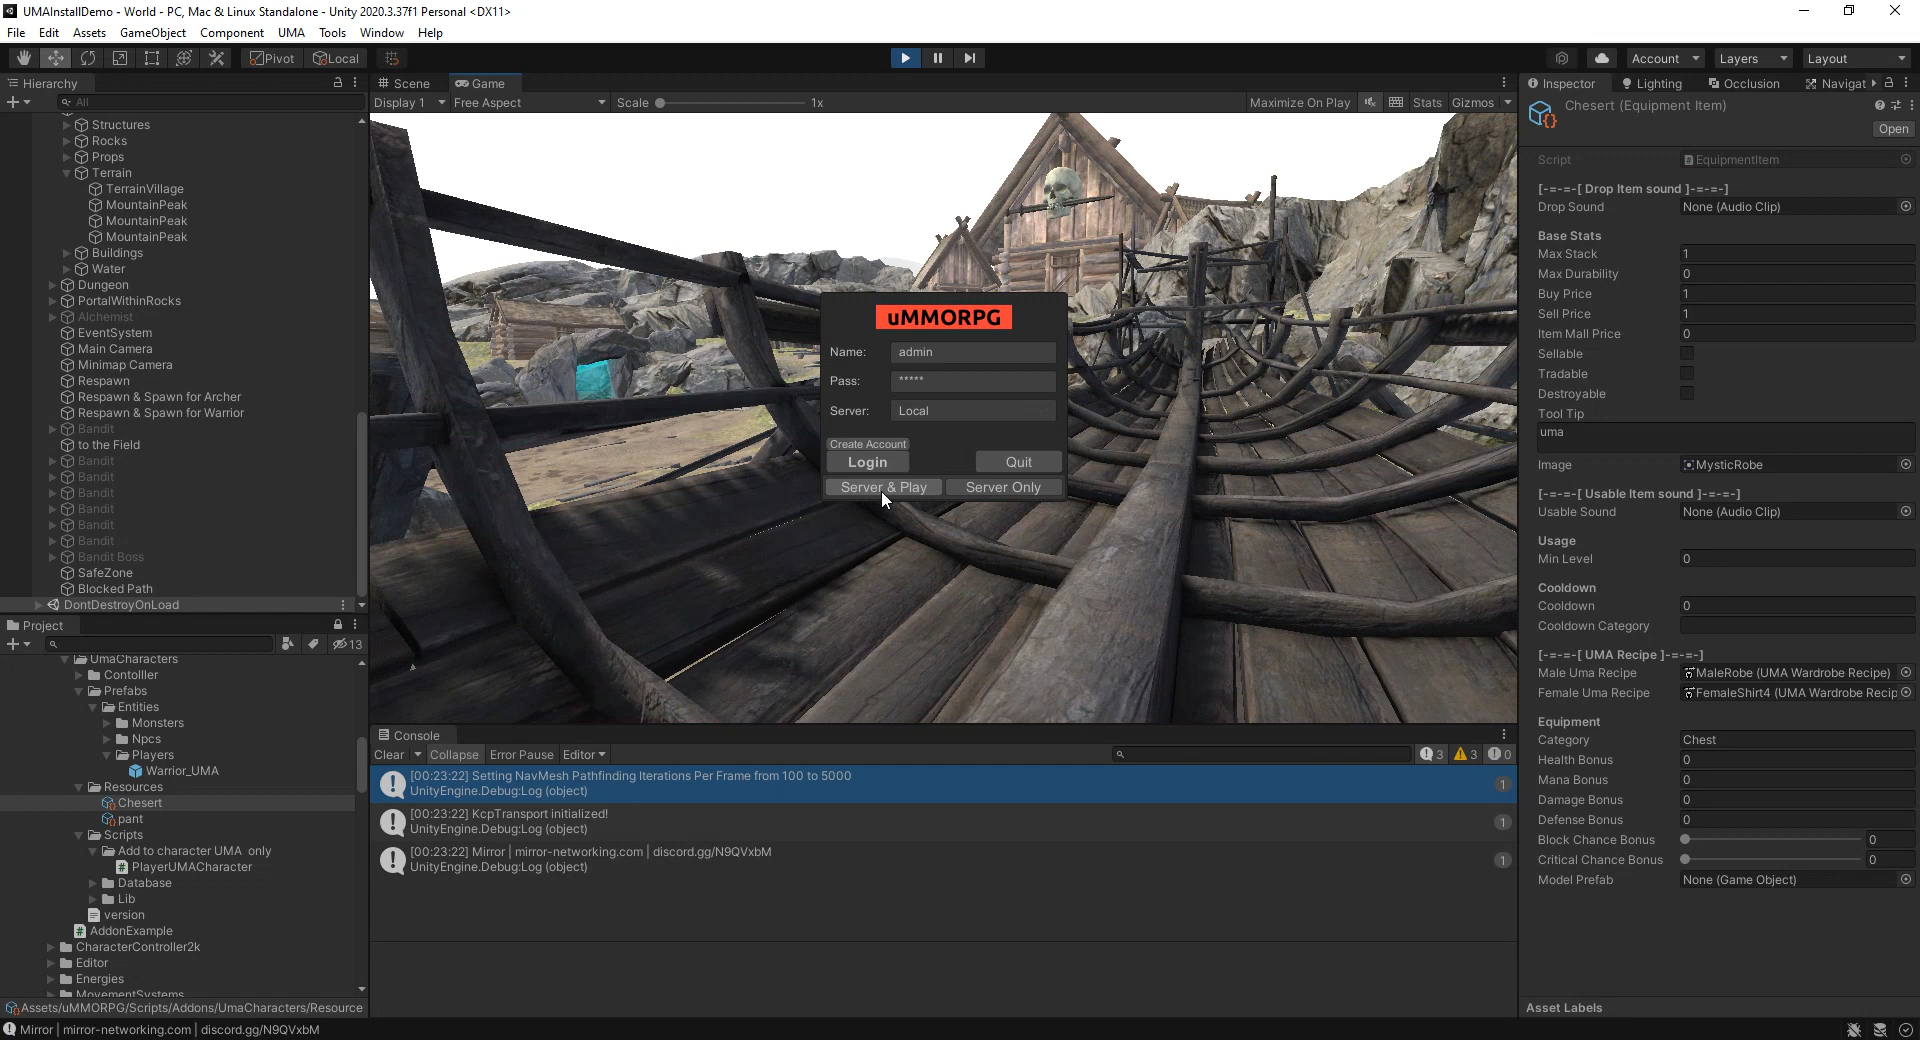 UMAInstallDemo - World - PC, Mac & Linux Standalone - Unity 2020.3.37f1 Personal <DX11>
File Edit Assets GameObject Component UMA Tools Window Help
Pivot Local Account Layers Layout
Hierarchy
All
Structures
Rocks
Props
Terrain
TerrainVillage
MountainPeak
MountainPeak
MountainPeak
Buildings
Water
Dungeon
PortalWithinRocks
Alchemist
EventSystem
Main Camera
Minimap Camera
Respawn
Respawn & Spawn for Archer
Respawn & Spawn for Warrior
Bandit
to the Field
Bandit
Bandit
Bandit
Bandit
Bandit
Bandit
Bandit Boss
SafeZone
Blocked Path
DontDestroyOnLoad
Project
13
UmaCharacters
Contolller
Prefabs
Entities
Monsters
Npcs
Players
Warrior_UMA
Resources
Chesert
pant
Scripts
Add to character UMA only
PlayerUMACharacter
Database
Lib
version
AddonExample
CharacterController2k
Editor
Energies
MovementSystems
Assets/uMMORPG/Scripts/Addons/UmaCharacters/Resource
Mirror | mirror-networking.com | discord.gg/N9QVxbM
Scene Game
Display 1 Free Aspect Scale 1x Maximize On Play Stats Gizmos
uMMORPG
Name: admin
Pass: *****
Server: Local
Create Account
Login Quit
Server & Play Server Only
Console
Clear Collapse Error Pause Editor 3 3 0
[00:23:22] Setting NavMesh Pathfinding Iterations Per Frame from 100 to 5000
UnityEngine.Debug:Log (object) 1
[00:23:22] KcpTransport initialized!
UnityEngine.Debug:Log (object) 1
[00:23:22] Mirror | mirror-networking.com | discord.gg/N9QVxbM
UnityEngine.Debug:Log (object) 1
Inspector Lighting Occlusion Navigat
Chesert (Equipment Item)
Open
Script EquipmentItem
[-=-=-[ Drop Item sound ]-=-=-]
Drop Sound None (Audio Clip)
Base Stats
Max Stack 1
Max Durability 0
Buy Price 1
Sell Price 1
Item Mall Price 0
Sellable
Tradable
Destroyable
Tool Tip
uma
Image MysticRobe
[-=-=-[ Usable Item sound ]-=-=-]
Usable Sound None (Audio Clip)
Usage
Min Level 0
Cooldown
Cooldown 0
Cooldown Category
[-=-=-[ UMA Recipe ]-=-=-]
Male Uma Recipe MaleRobe (UMA Wardrobe Recipe)
Female Uma Recipe FemaleShirt4 (UMA Wardrobe Recip
Equipment
Category Chest
Health Bonus 0
Mana Bonus 0
Damage Bonus 0
Defense Bonus 0
Block Chance Bonus 0
Critical Chance Bonus 0
Model Prefab None (Game Object)
Asset Labels